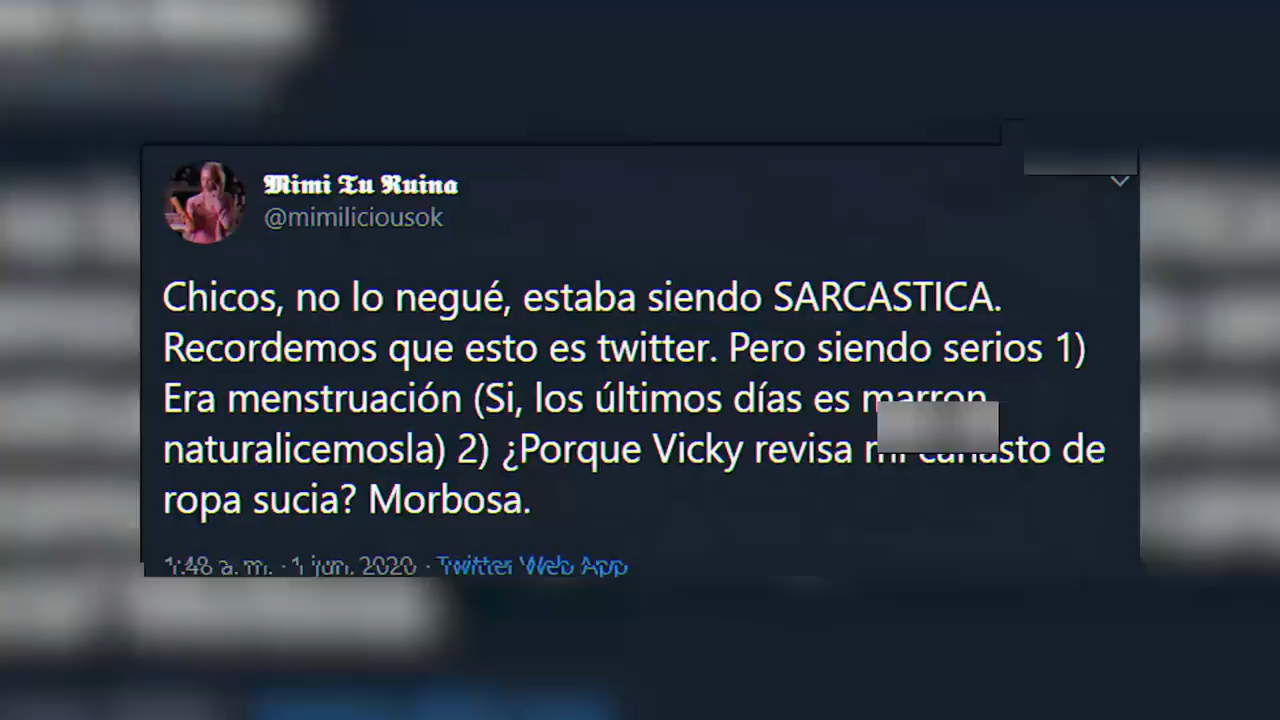 𝕸𝖎𝖒𝖎 𝕿𝖚 𝕽𝖚𝖎𝖓𝖆
@mimiliciousok
Chicos, no lo negué, estaba siendo SARCASTICA.
Recordemos que esto es twitter. Pero siendo serios 1)
Era menstruación (Si, los últimos días es marron
naturalicemosla) 2) ¿Porque Vicky revisa mi canasto de
ropa sucia? Morbosa.
1:48 a. m. · 1 jun. 2020 · Twitter Web App